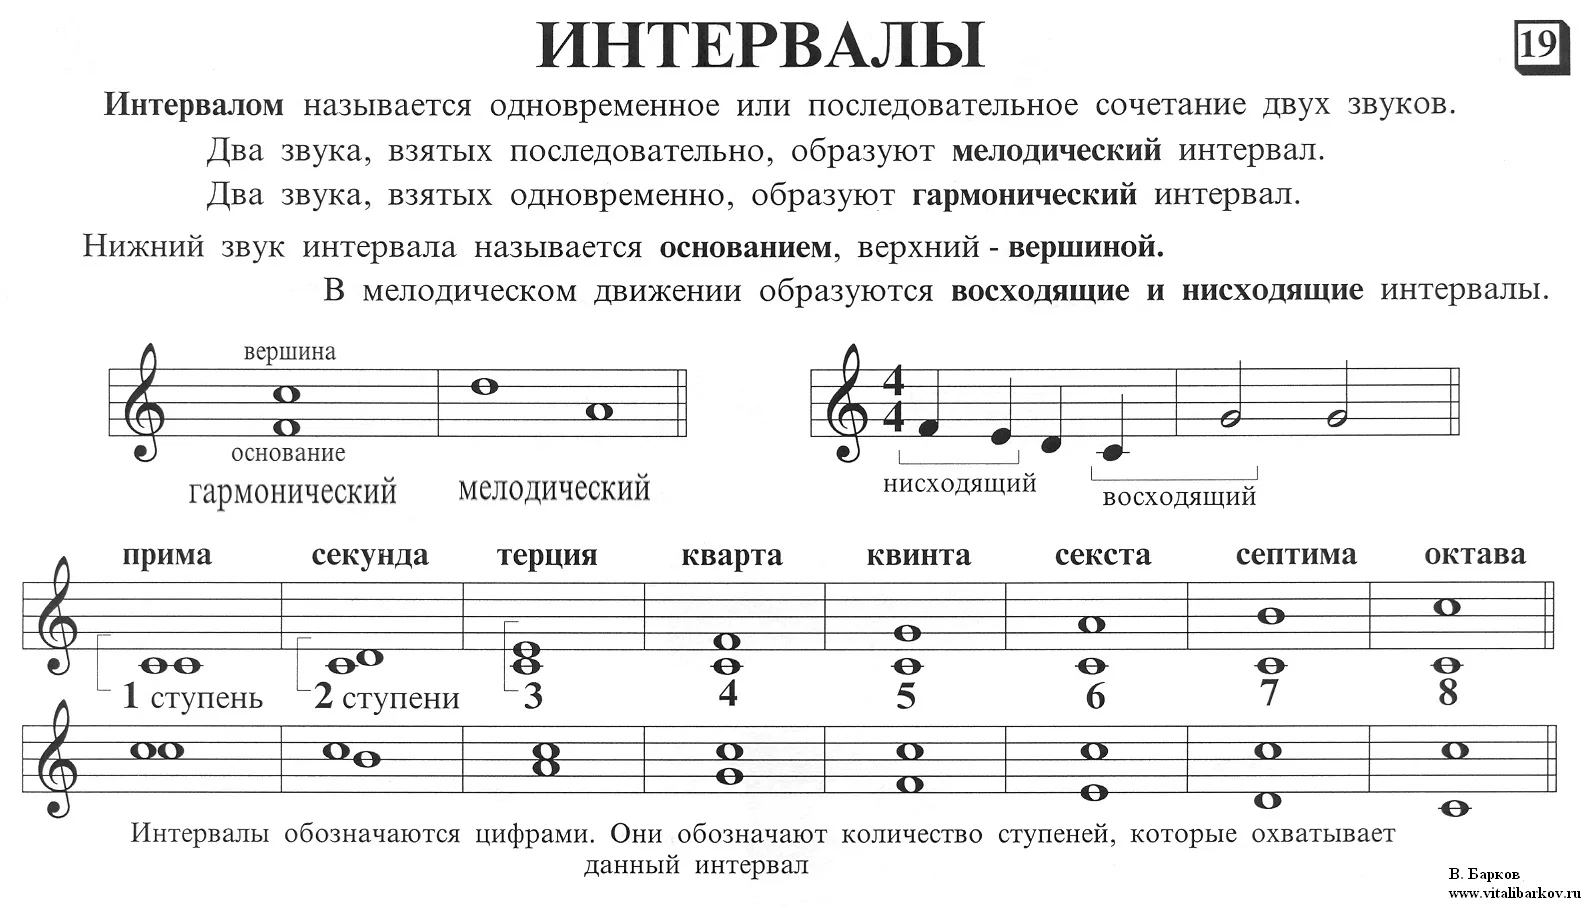 ИНТЕРВАЛЫ
19
Интервалом называется одновременное или последовательное сочетание двух звуков.
Два звука, взятых последовательно, образуют мелодический интервал.
Два звука, взятых одновременно, образуют гармонический интервал.
Нижний звук интервала называется основанием, верхний - вершиной.
В мелодическом движении образуются восходящие и нисходящие интервалы.
вершина
основание
гармонический мелодический
4
4
нисходящий восходящий
прима секунда терция кварта квинта секста септима октава
1 ступень 2 ступени 3 4 5 6 7 8
Интервалы обозначаются цифрами. Они обозначают количество ступеней, которые охватывает
данный интервал
В. Барков
www.vitalibarkov.ru